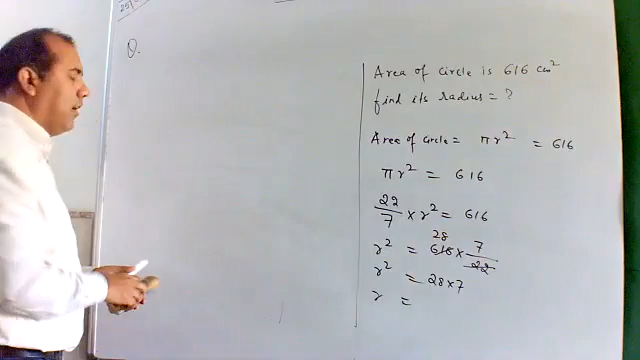 Q.
Area of Circle is 616 cm²
find its radius = ?
Area of Circle = πr² = 616
πr² = 616
22/7 × r² = 616
28
r² = 616 × 7/22
r² = 28×7
r =